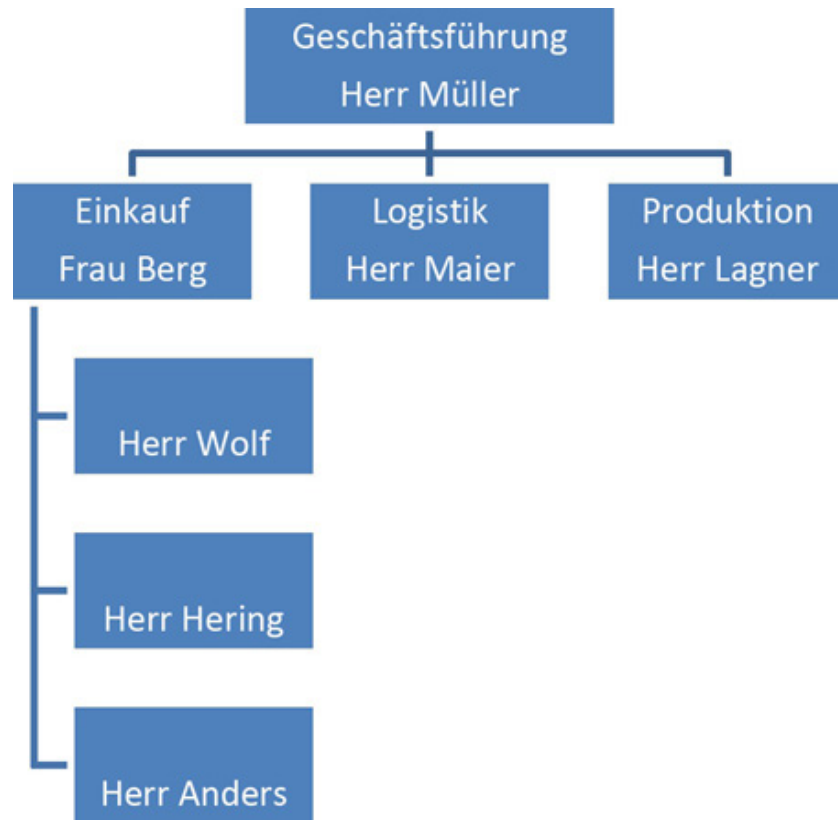 Geschäftsführung
Herr Müller
Einkauf
Frau Berg
Logistik
Herr Maier
Produktion
Herr Lagner
Herr Wolf
Herr Hering
Herr Anders